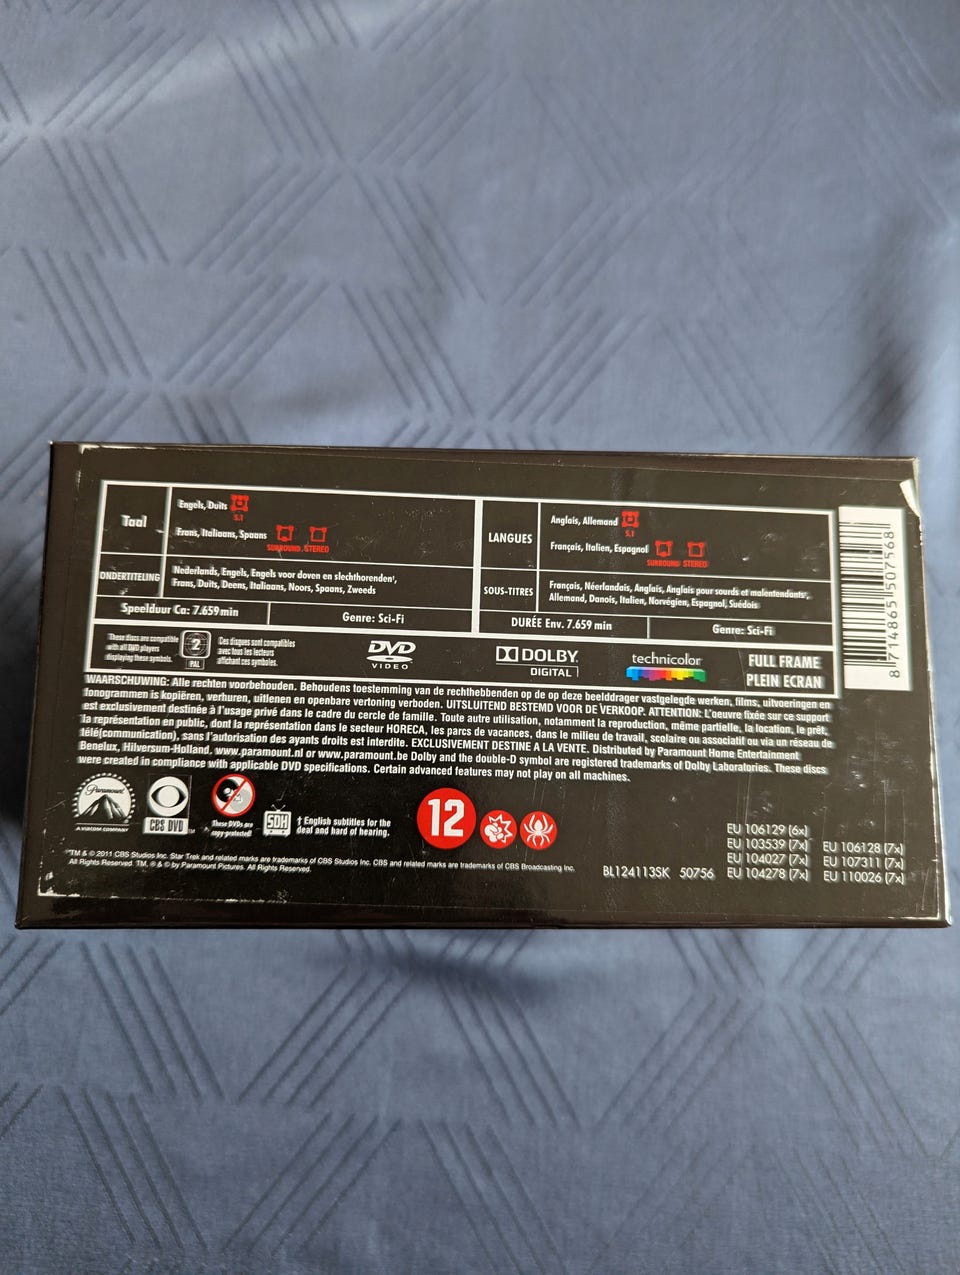 Taal
Engels, Duits
5.1
Frans, Italiaans, Spaans
SURROUND STEREO
ONDERTITELING
Nederlands, Engels, Engels voor doven en slechthorenden†,
Frans, Duits, Deens, Italiaans, Noors, Spaans, Zweeds
Speelduur Ca: 7.659 min
Genre: Sci-Fi
LANGUES
Anglais, Allemand
5.1
Français, Italien, Espagnol
SURROUND STEREO
SOUS-TITRES
Français, Néerlandais, Anglais, Anglais pour sourds et malentendants†,
Allemand, Danois, Italien, Norvégien, Espagnol, Suédois
DURÉE Env. 7.659 min
Genre: Sci-Fi
8 714865 507568
These discs are compatible
with all DVD players
displaying these symbols.
2
PAL
Ces disques sont compatibles
avec tous les lecteurs
affichant ces symboles.
DVD
VIDEO
DOLBY
DIGITAL
technicolor
FULL FRAME
PLEIN ECRAN
WAARSCHUWING: Alle rechten voorbehouden. Behoudens toestemming van de rechthebbenden op de op deze beelddrager vastgelegde werken, films, uitvoeringen en
fonogrammen is kopiëren, verhuren, uitlenen en openbare vertoning verboden. UITSLUITEND BESTEMD VOOR DE VERKOOP. ATTENTION: L'oeuvre fixée sur ce support
est exclusivement destinée à l'usage privé dans le cadre du cercle de famille. Toute autre utilisation, notamment la reproduction, même partielle, la location, le prêt,
la représentation en public, dont la représentation dans le secteur HORECA, les parcs de vacances, dans le milieu de travail, scolaire ou associatif ou via un réseau de
télé(communication), sans l'autorisation des ayants droits est interdite. EXCLUSIVEMENT DESTINE A LA VENTE. Distributed by Paramount Home Entertainment
Benelux, Hilversum-Holland. www.paramount.nl or www.paramount.be Dolby and the double-D symbol are registered trademarks of Dolby Laboratories. These discs
were created in compliance with applicable DVD specifications. Certain advanced features may not play on all machines.
Paramount
A VIACOM COMPANY
CBS DVD
These DVDs are
copy-protected!
SDH
† English subtitles for the
deaf and hard of hearing.
12
™ & © 2011 CBS Studios Inc. Star Trek and related marks are trademarks of CBS Studios Inc. CBS and related marks are trademarks of CBS Broadcasting Inc.
All Rights Reserved. TM, ® & © by Paramount Pictures. All Rights Reserved.
BL124113SK 50756
EU 106129 (6x)
EU 103539 (7x)
EU 104027 (7x)
EU 104278 (7x)
EU 106128 (7x)
EU 107311 (7x)
EU 110026 (7x)